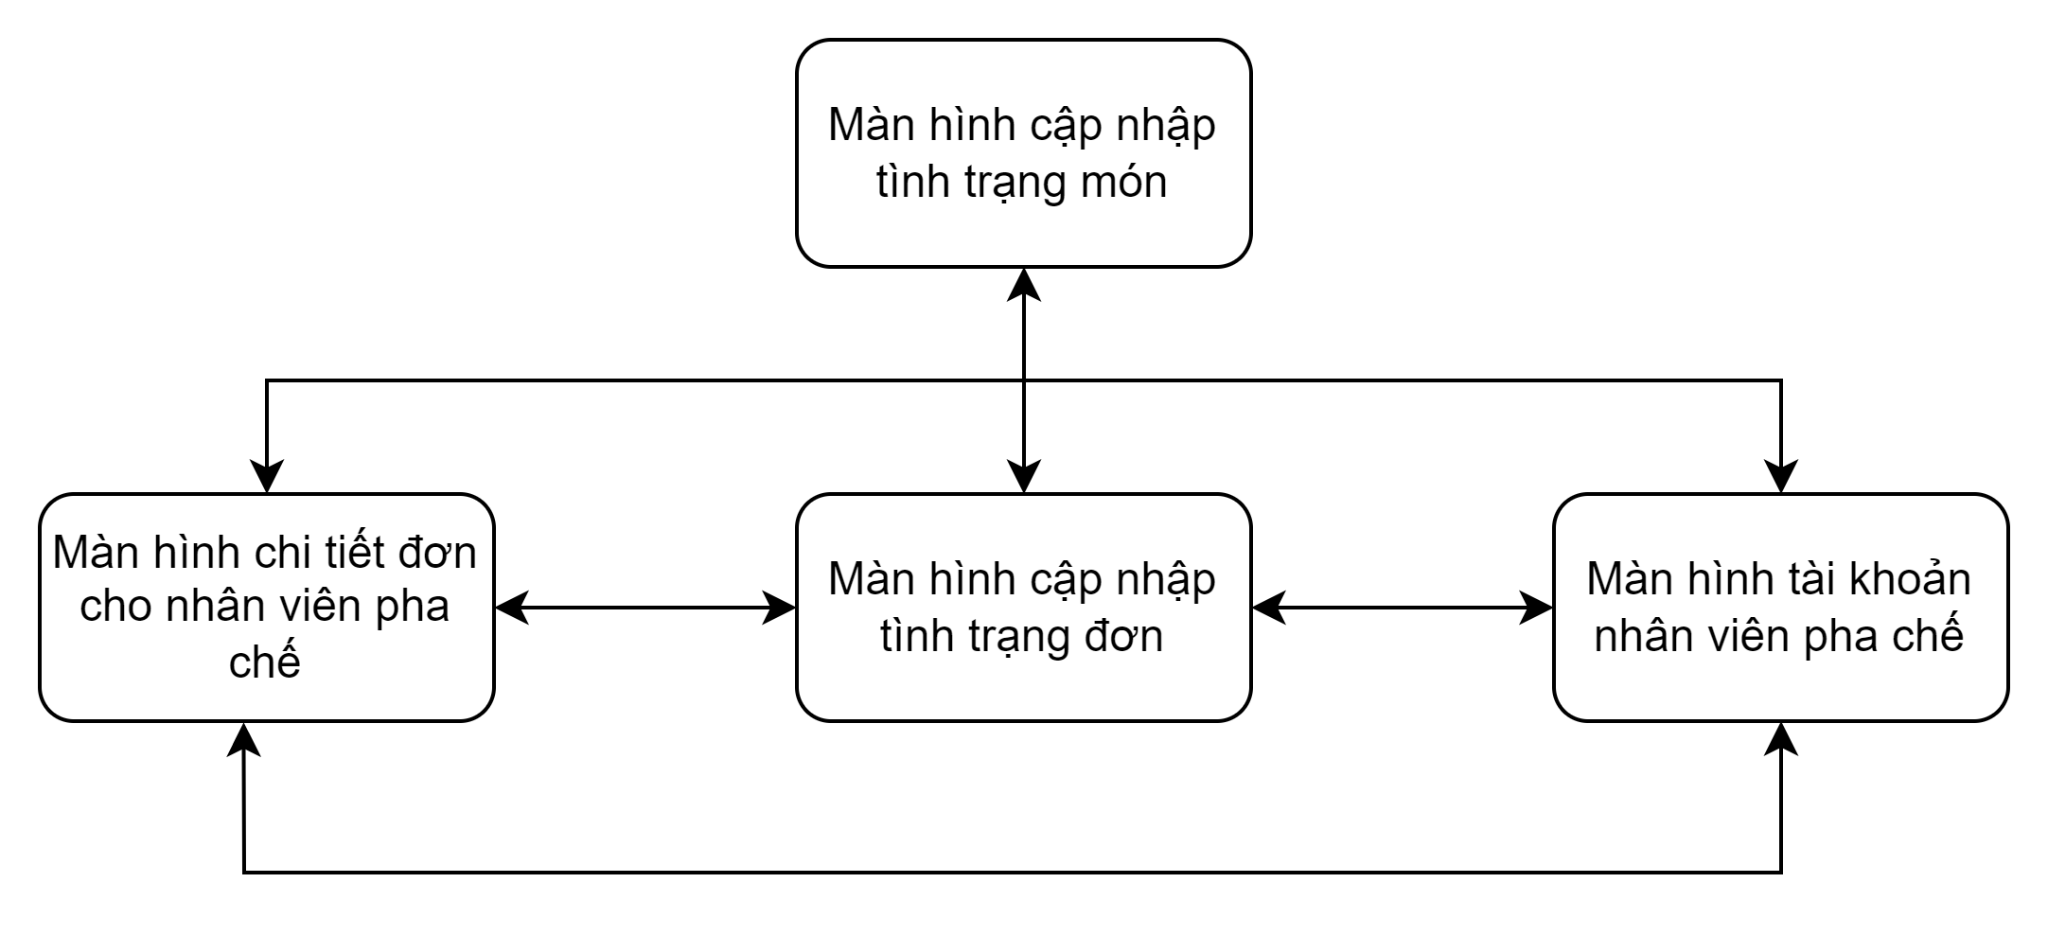 Màn hình cập nhập
tình trạng món
Màn hình chi tiết đơn
cho nhân viên pha
chế
Màn hình cập nhập
tình trạng đơn
Màn hình tài khoản
nhân viên pha chế